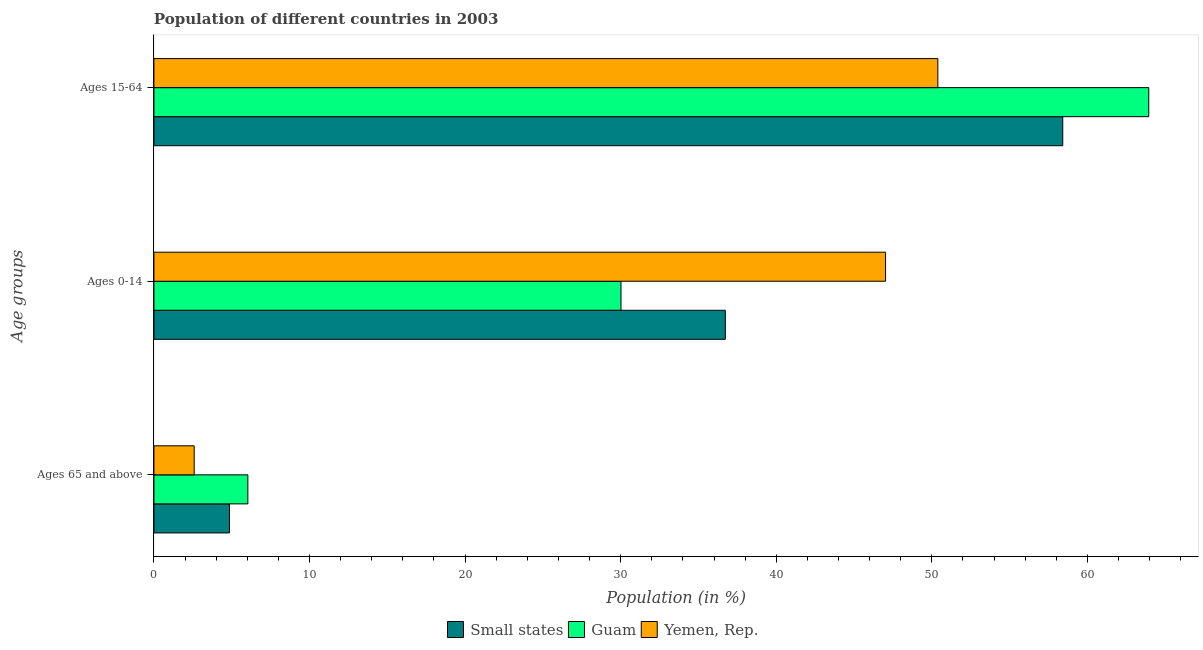 Population of different countries in 2003
Ages 15-64
Ages 0-14
Ages 65 and above
Age groups
0
10
20
30
40
50
60
Population (in %)
Small states
Guam
Yemen, Rep.